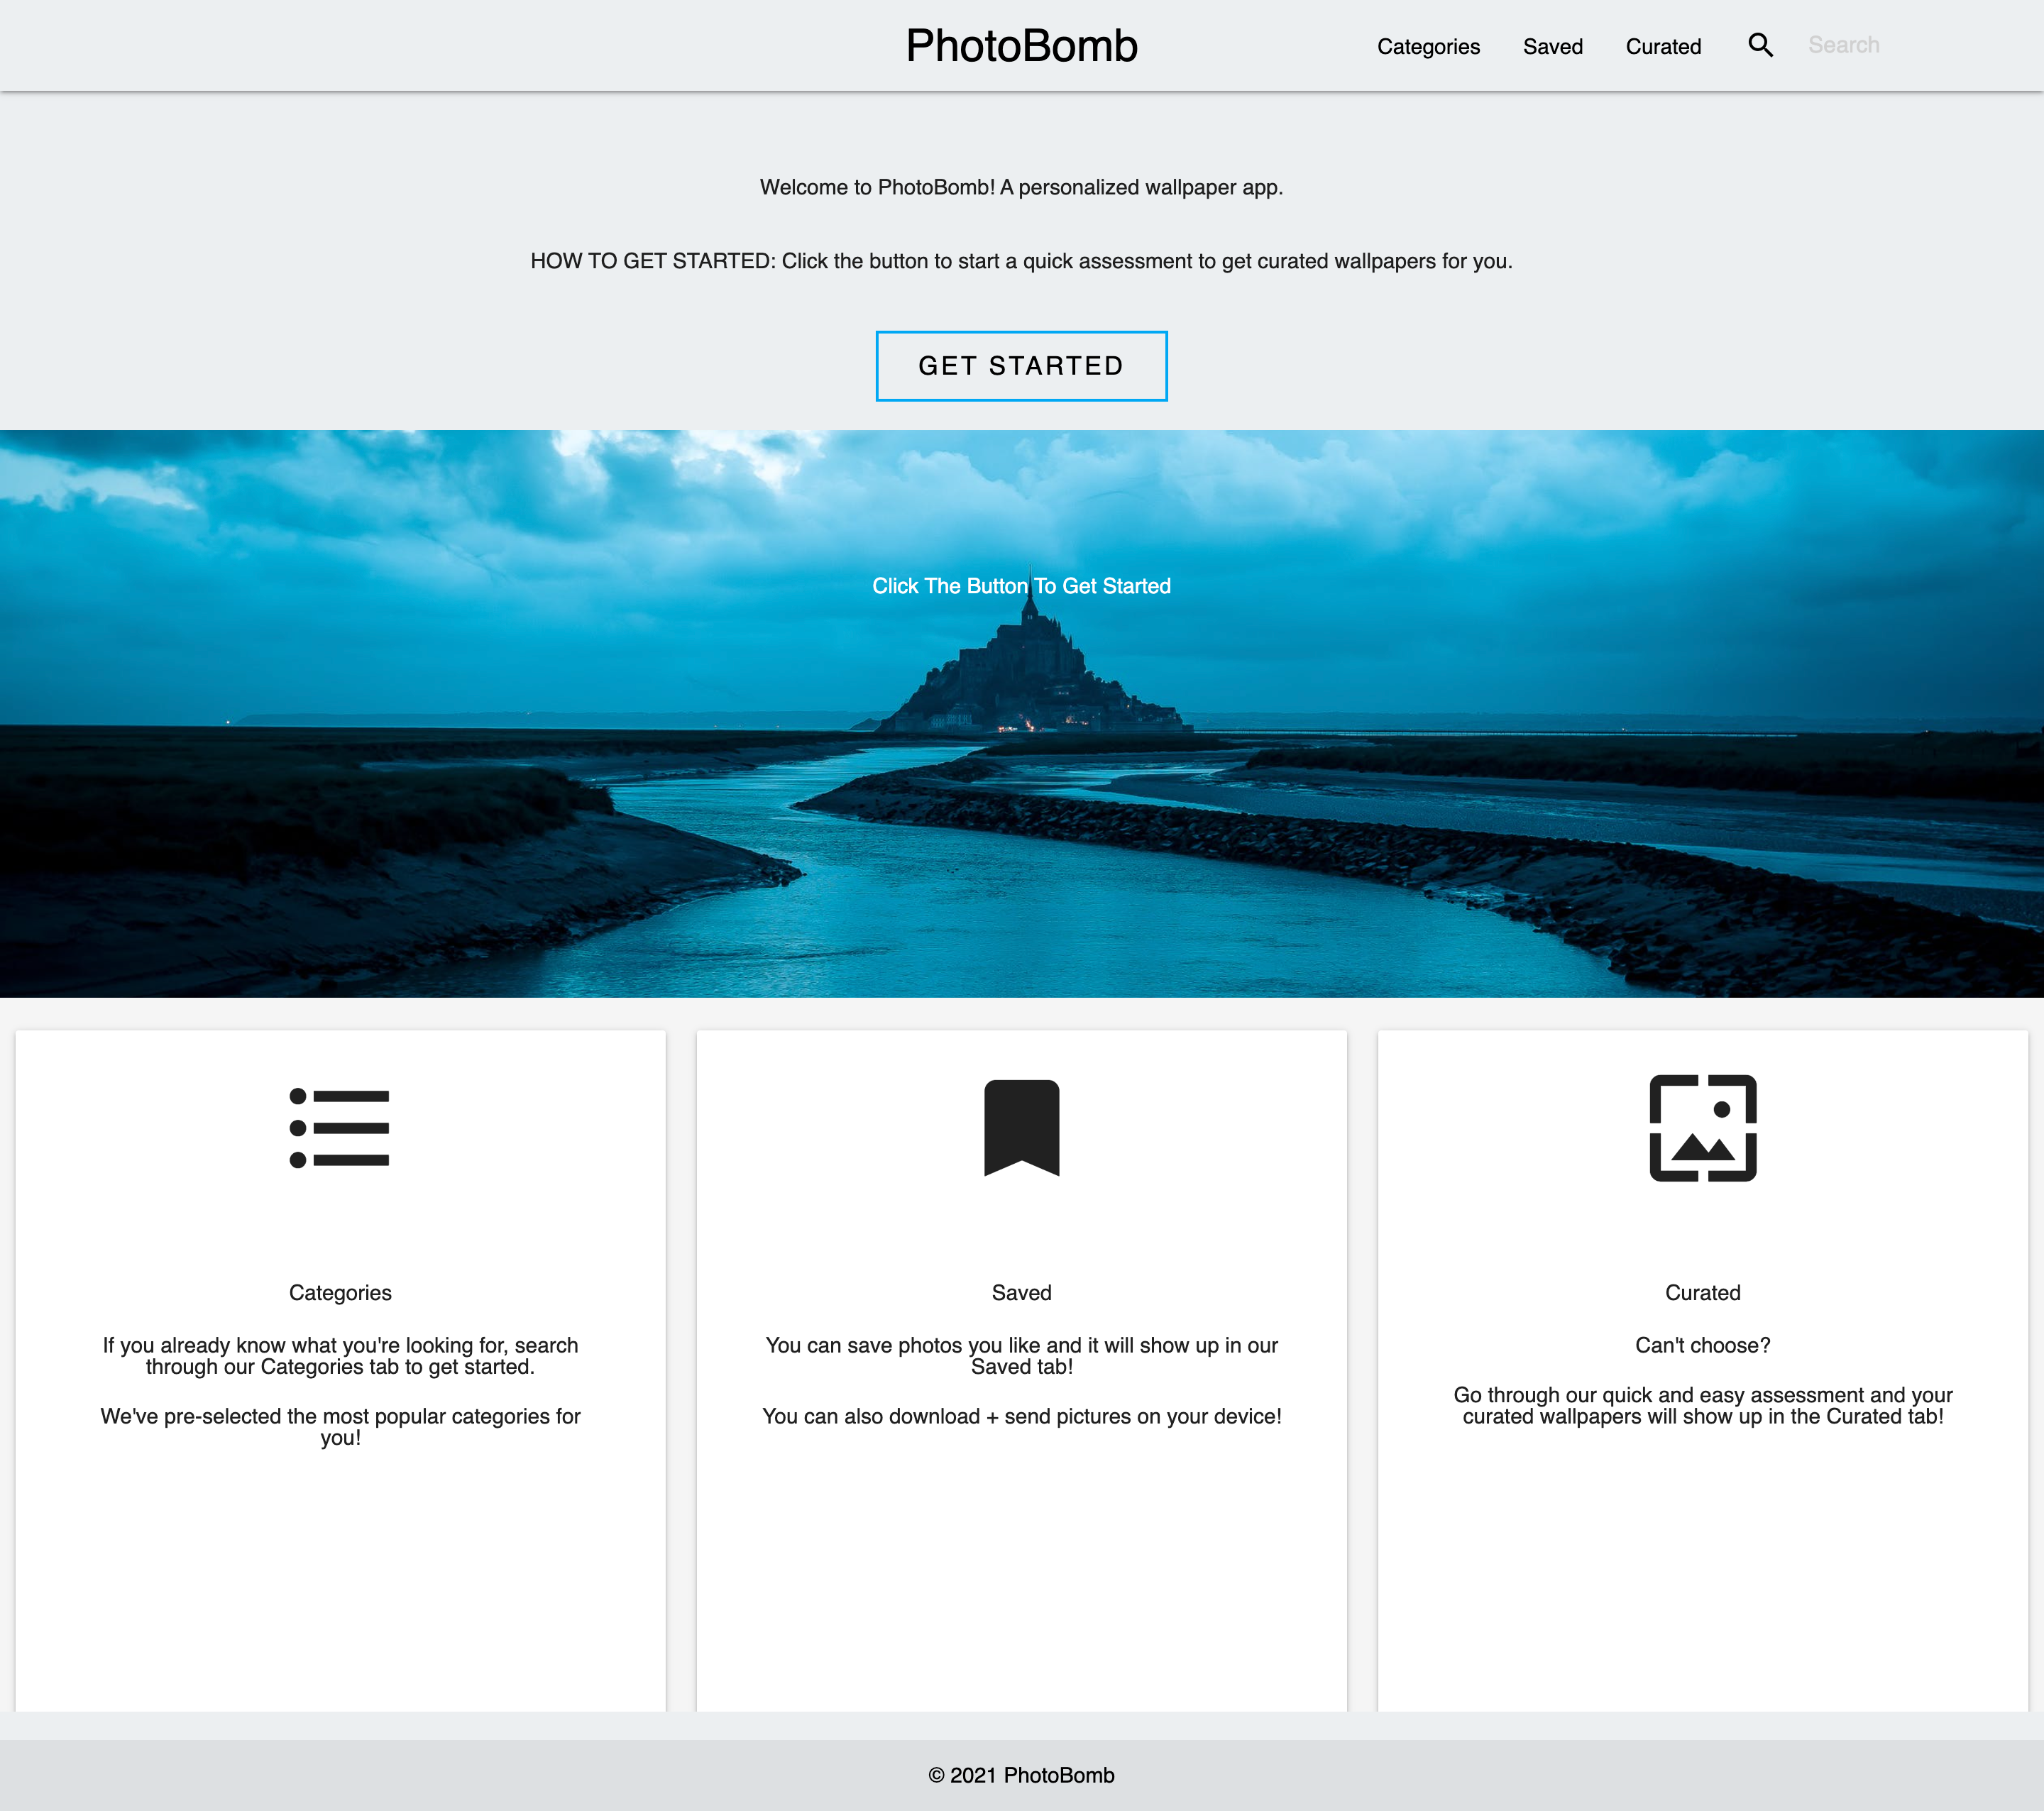 PhotoBomb
Categories
Saved
Curated
Search
Welcome to PhotoBomb! A personalized wallpaper app.
HOW TO GET STARTED: Click the button to start a quick assessment to get curated wallpapers for you.
GET STARTED
Click The Button To Get Started
Categories
If you already know what you're looking for, search
through our Categories tab to get started.
We've pre-selected the most popular categories for
you!
Saved
You can save photos you like and it will show up in our
Saved tab!
You can also download + send pictures on your device!
Curated
Can't choose?
Go through our quick and easy assessment and your
curated wallpapers will show up in the Curated tab!
© 2021 PhotoBomb